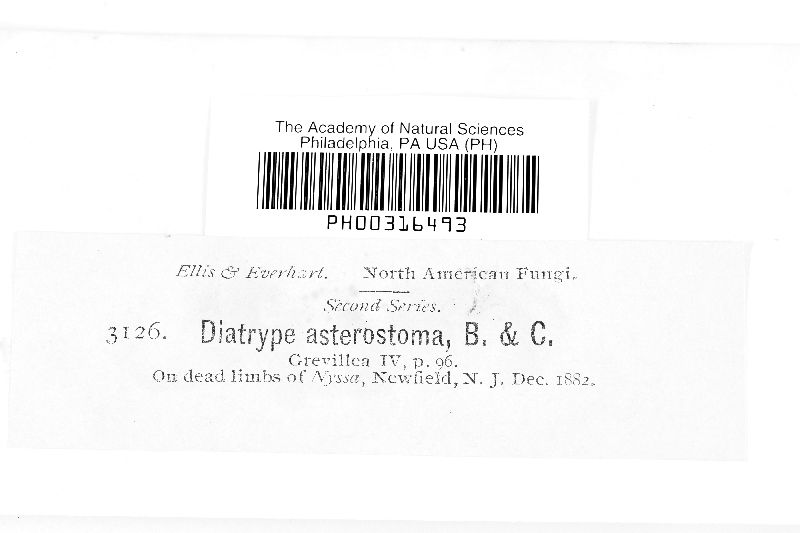 The Academy of Natural Sciences
Philadelphia, PA USA (PH)
PH00316493
Ellis & Everhart. North American Fungi.
Second Series.
3126. Diatrype asterostoma, B. & C.
Grevillea IV, p. 96.
On dead limbs of Nyssa, Newfield, N. J. Dec. 1882.